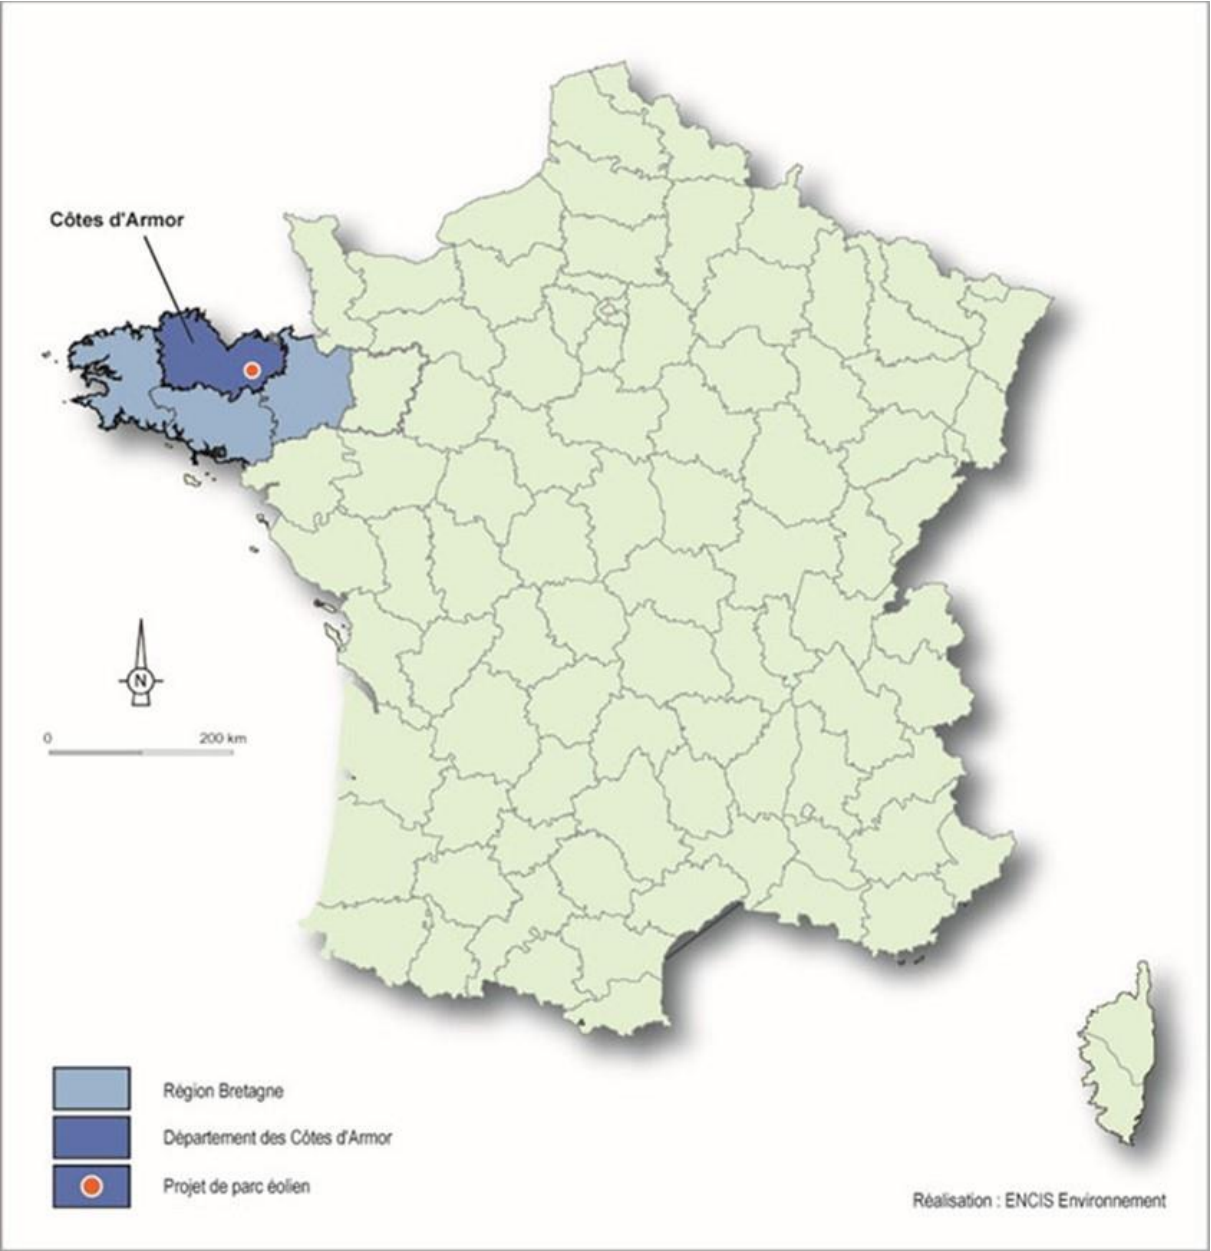 Côtes d'Armor
N
0 200 km
Région Bretagne
Département des Côtes d'Armor
Projet de parc éolien
Réalisation : ENCIS Environnement